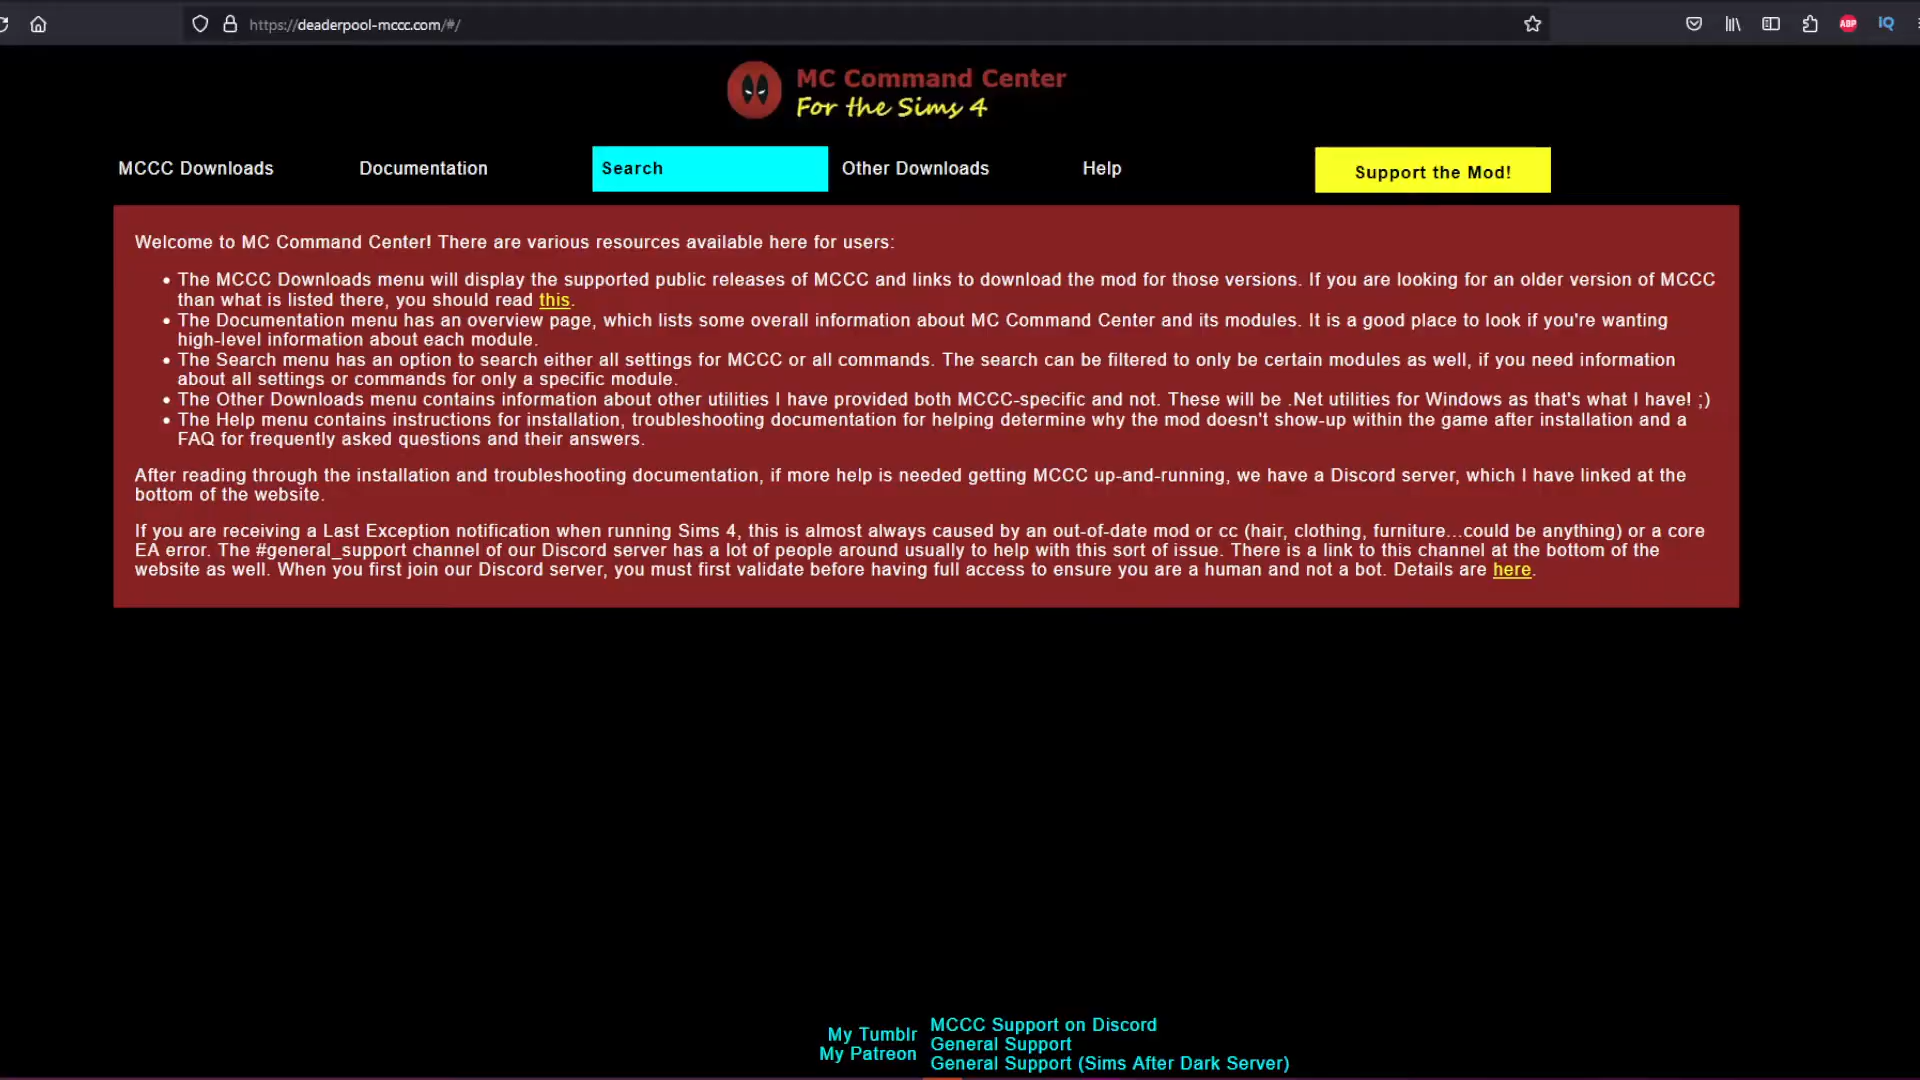 https://deaderpool-mccc.com/#/
ABP
IQ
MC Command Center
For the Sims 4
MCCC Downloads
Documentation
Search
Other Downloads
Help
Support the Mod!
Welcome to MC Command Center! There are various resources available here for users:
• The MCCC Downloads menu will display the supported public releases of MCCC and links to download the mod for those versions. If you are looking for an older version of MCCC
than what is listed there, you should read this.
• The Documentation menu has an overview page, which lists some overall information about MC Command Center and its modules. It is a good place to look if you're wanting
high-level information about each module.
• The Search menu has an option to search either all settings for MCCC or all commands. The search can be filtered to only be certain modules as well, if you need information
about all settings or commands for only a specific module.
• The Other Downloads menu contains information about other utilities I have provided both MCCC-specific and not. These will be .Net utilities for Windows as that's what I have! ;)
• The Help menu contains instructions for installation, troubleshooting documentation for helping determine why the mod doesn't show-up within the game after installation and a
FAQ for frequently asked questions and their answers.
After reading through the installation and troubleshooting documentation, if more help is needed getting MCCC up-and-running, we have a Discord server, which I have linked at the
bottom of the website.
If you are receiving a Last Exception notification when running Sims 4, this is almost always caused by an out-of-date mod or cc (hair, clothing, furniture...could be anything) or a core
EA error. The #general_support channel of our Discord server has a lot of people around usually to help with this sort of issue. There is a link to this channel at the bottom of the
website as well. When you first join our Discord server, you must first validate before having full access to ensure you are a human and not a bot. Details are here.
My Tumblr
My Patreon
MCCC Support on Discord
General Support
General Support (Sims After Dark Server)